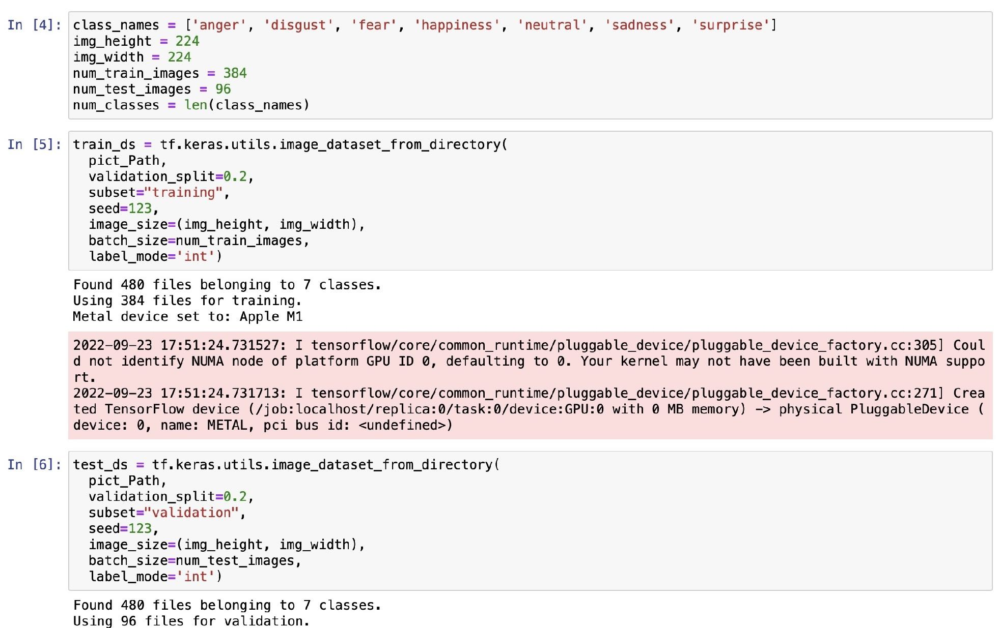 In [4]: class_names = ['anger', 'disgust', 'fear', 'happiness', 'neutral', 'sadness', 'surprise']
img_height = 224
img_width = 224
num_train_images = 384
num_test_images = 96
num_classes = len(class_names)
In [5]: train_ds = tf.keras.utils.image_dataset_from_directory(
pict_Path,
validation_split=0.2,
subset="training",
seed=123,
image_size=(img_height, img_width),
batch_size=num_train_images,
label_mode='int')
Found 480 files belonging to 7 classes.
Using 384 files for training.
Metal device set to: Apple M1
2022-09-23 17:51:24.731527: I tensorflow/core/common_runtime/pluggable_device/pluggable_device_factory.cc:305] Coul
d not identify NUMA node of platform GPU ID 0, defaulting to 0. Your kernel may not have been built with NUMA suppo
rt.
2022-09-23 17:51:24.731713: I tensorflow/core/common_runtime/pluggable_device/pluggable_device_factory.cc:271] Crea
ted TensorFlow device (/job:localhost/replica:0/task:0/device:GPU:0 with 0 MB memory) -> physical PluggableDevice (
device: 0, name: METAL, pci bus id: <undefined>)
In [6]: test_ds = tf.keras.utils.image_dataset_from_directory(
pict_Path,
validation_split=0.2,
subset="validation",
seed=123,
image_size=(img_height, img_width),
batch_size=num_test_images,
label_mode='int')
Found 480 files belonging to 7 classes.
Using 96 files for validation.